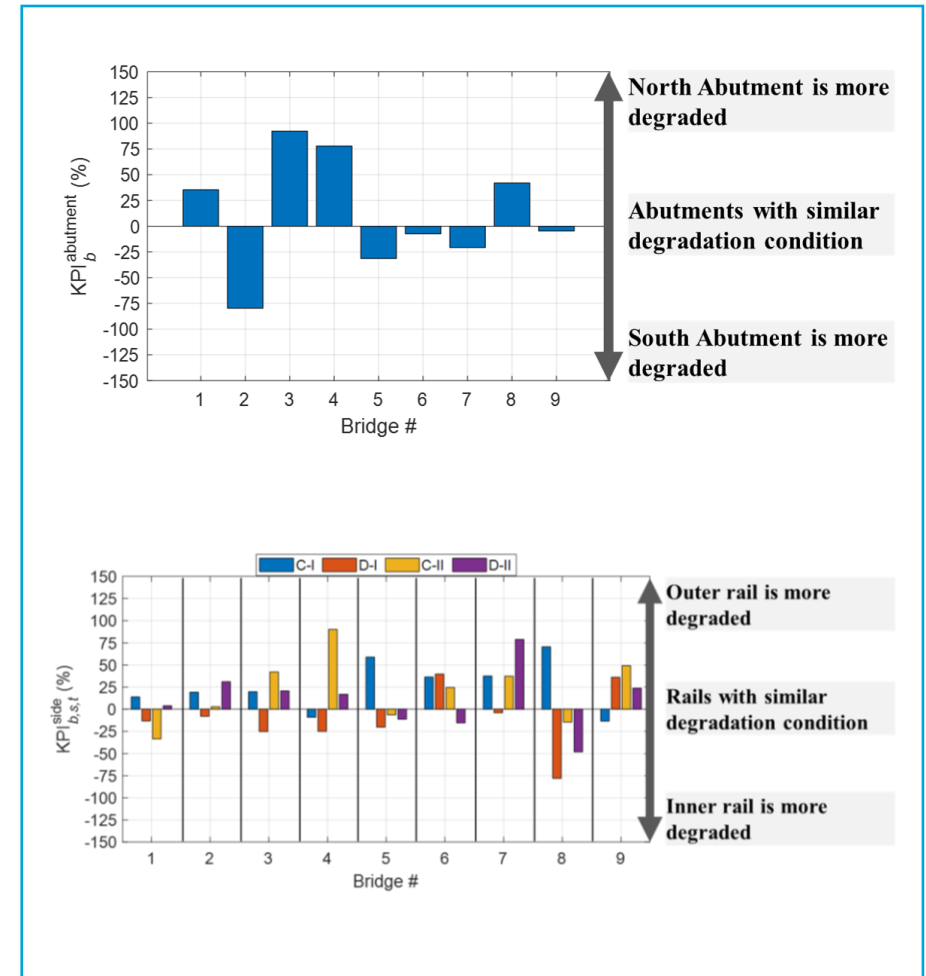 150
125
100
75
50
25
0
-25
-50
-75
-100
-125
-150
KPI_b^abutment (%)
1 2 3 4 5 6 7 8 9
Bridge #
North Abutment is more
degraded
Abutments with similar
degradation condition
South Abutment is more
degraded
C-I D-I C-II D-II
150
125
100
75
50
25
0
-25
-50
-75
-100
-125
-150
KPI_b,s,t^side (%)
1 2 3 4 5 6 7 8 9
Bridge #
Outer rail is more
degraded
Rails with similar
degradation condition
Inner rail is more
degraded